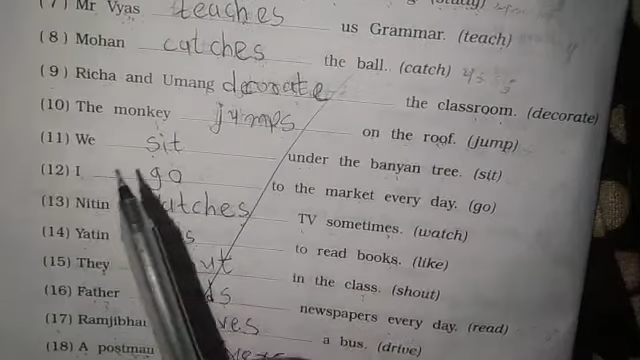 (7) Mr Vyas teaches us Grammar. (teach)
(8) Mohan catches the ball. (catch)
(9) Richa and Umang decorate the classroom. (decorate)
(10) The monkey jumps on the roof. (jump)
(11) We sit under the banyan tree. (sit)
(12) I go to the market every day. (go)
(13) Nitin TV sometimes. (watch)
(14) Yatin to read books. (like)
(15) They in the class. (shout)
(16) Father newspapers every day. (read)
(17) Ramjibhai a bus. (drive)
(18) A postman